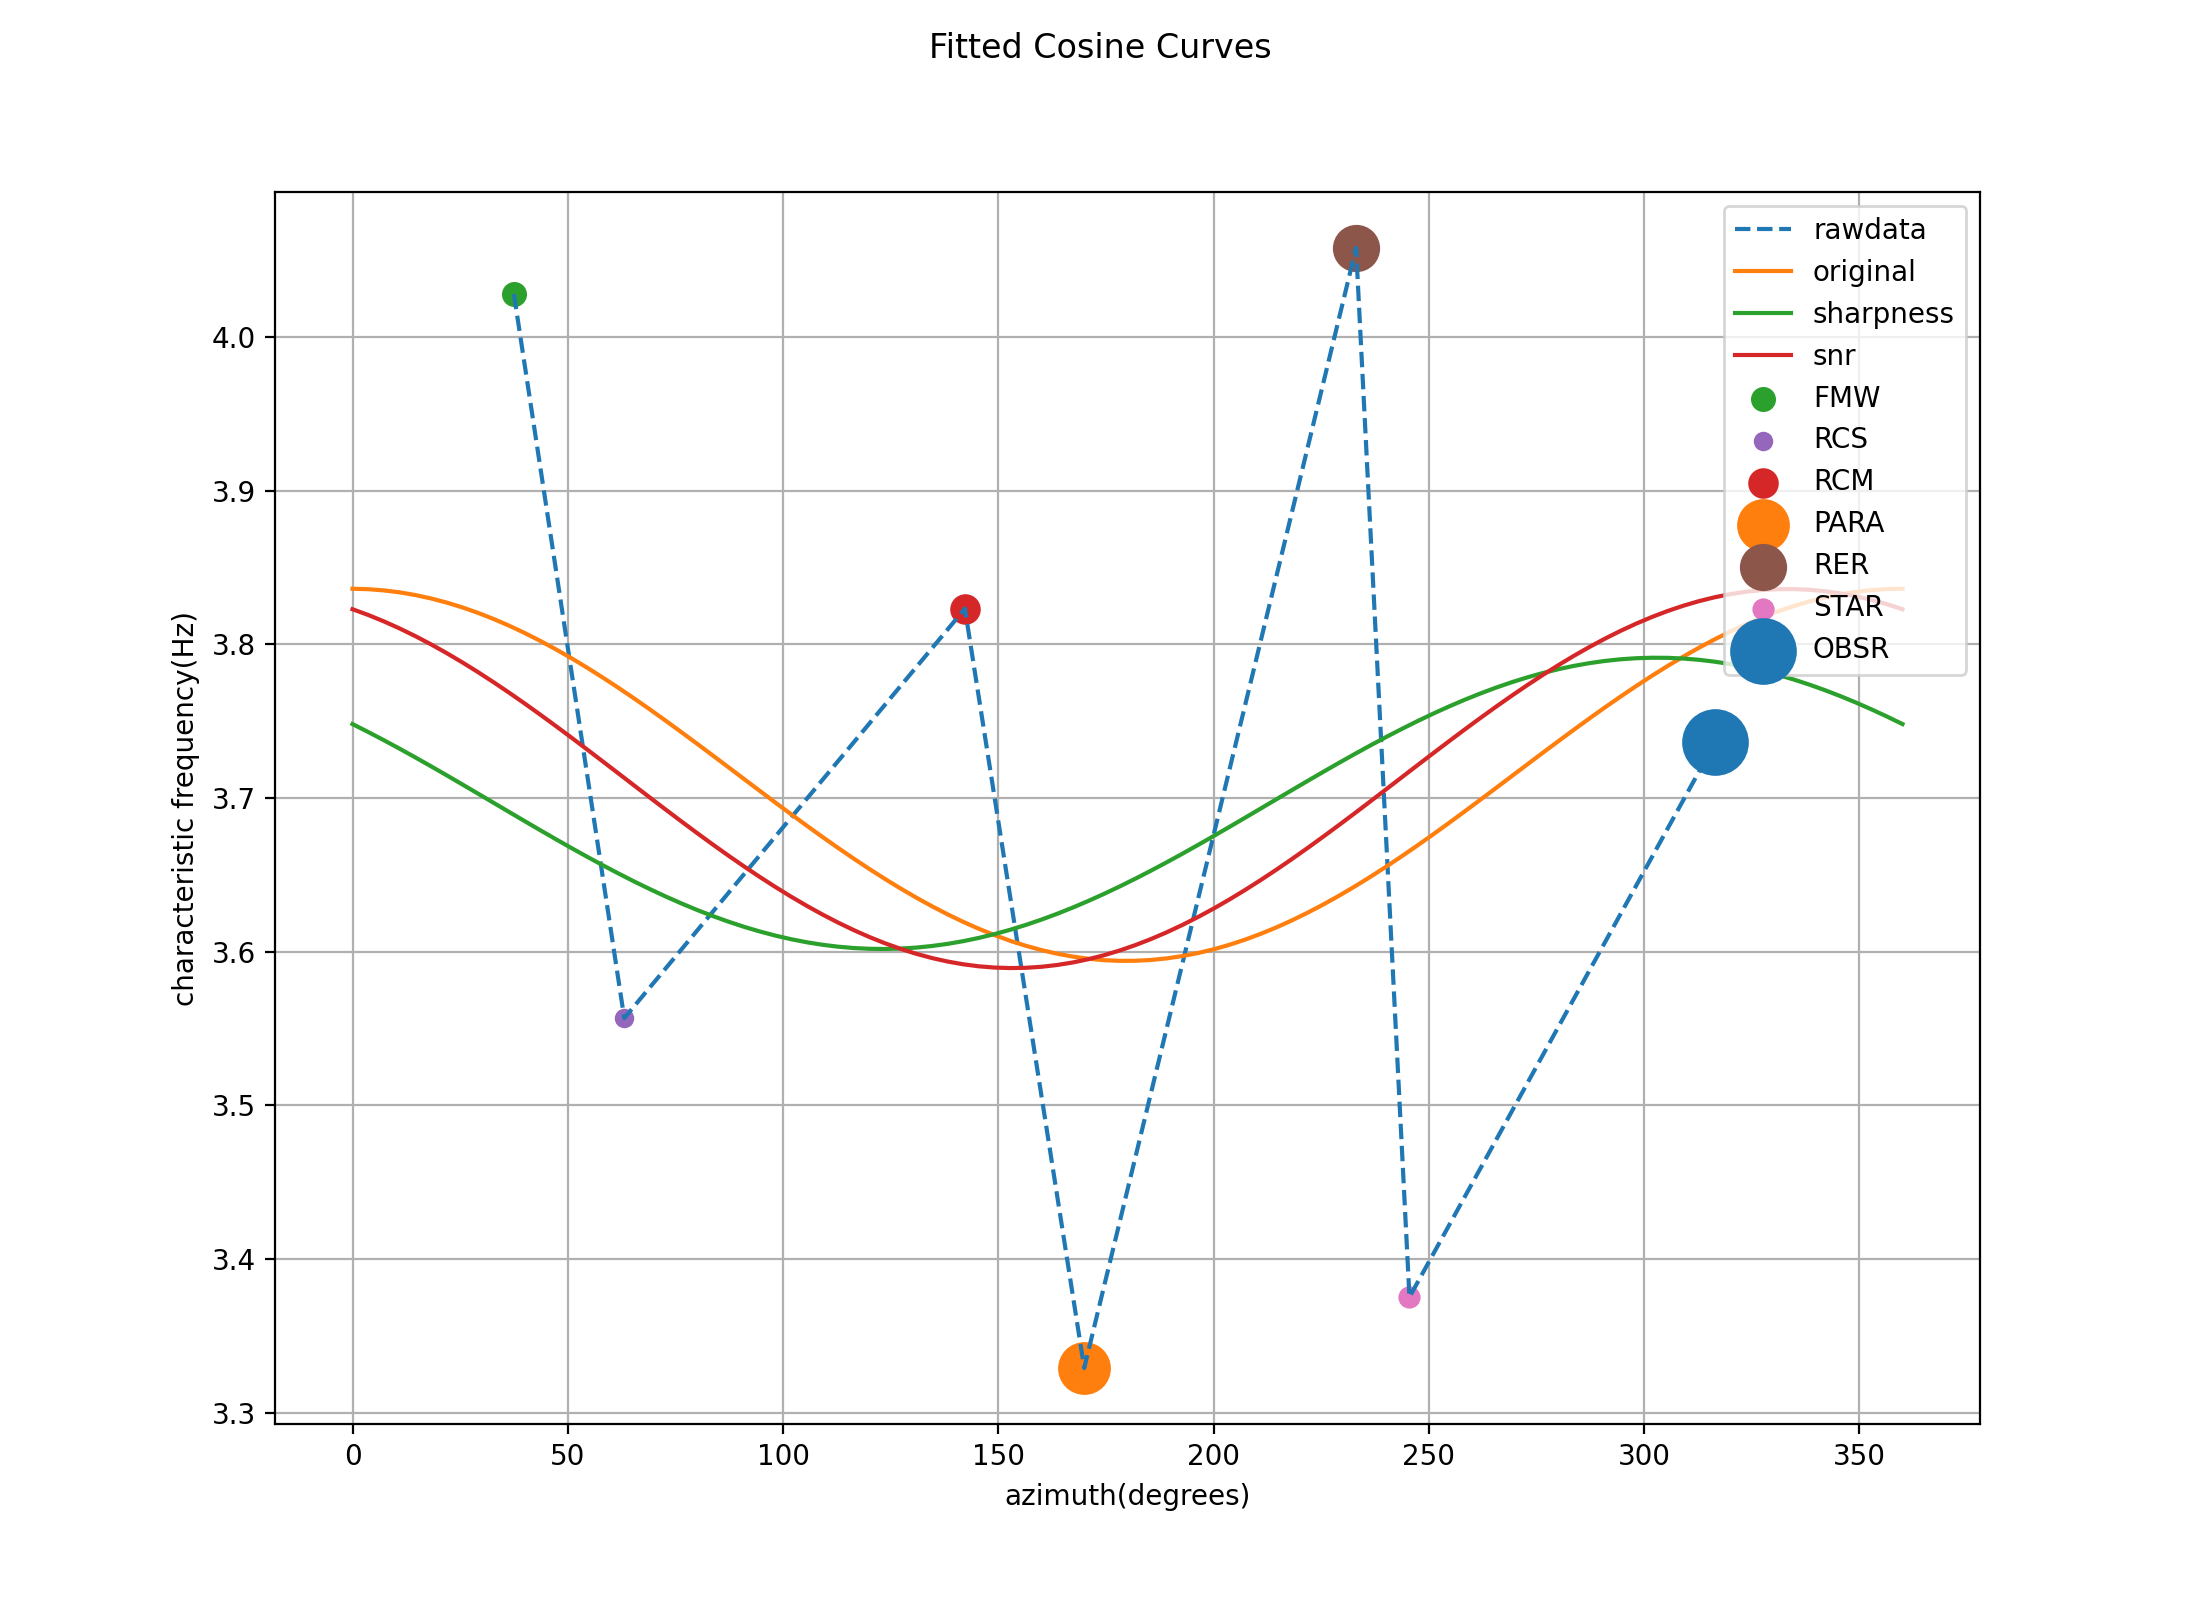 Fitted Cosine Curves
characteristic frequency(Hz)
4.0
3.9
3.8
3.7
3.6
3.5
3.4
3.3
rawdata
original
sharpness
snr
FMW
RCS
RCM
PARA
RER
STAR
OBSR
0 50 100 150 200 250 300 350
azimuth(degrees)